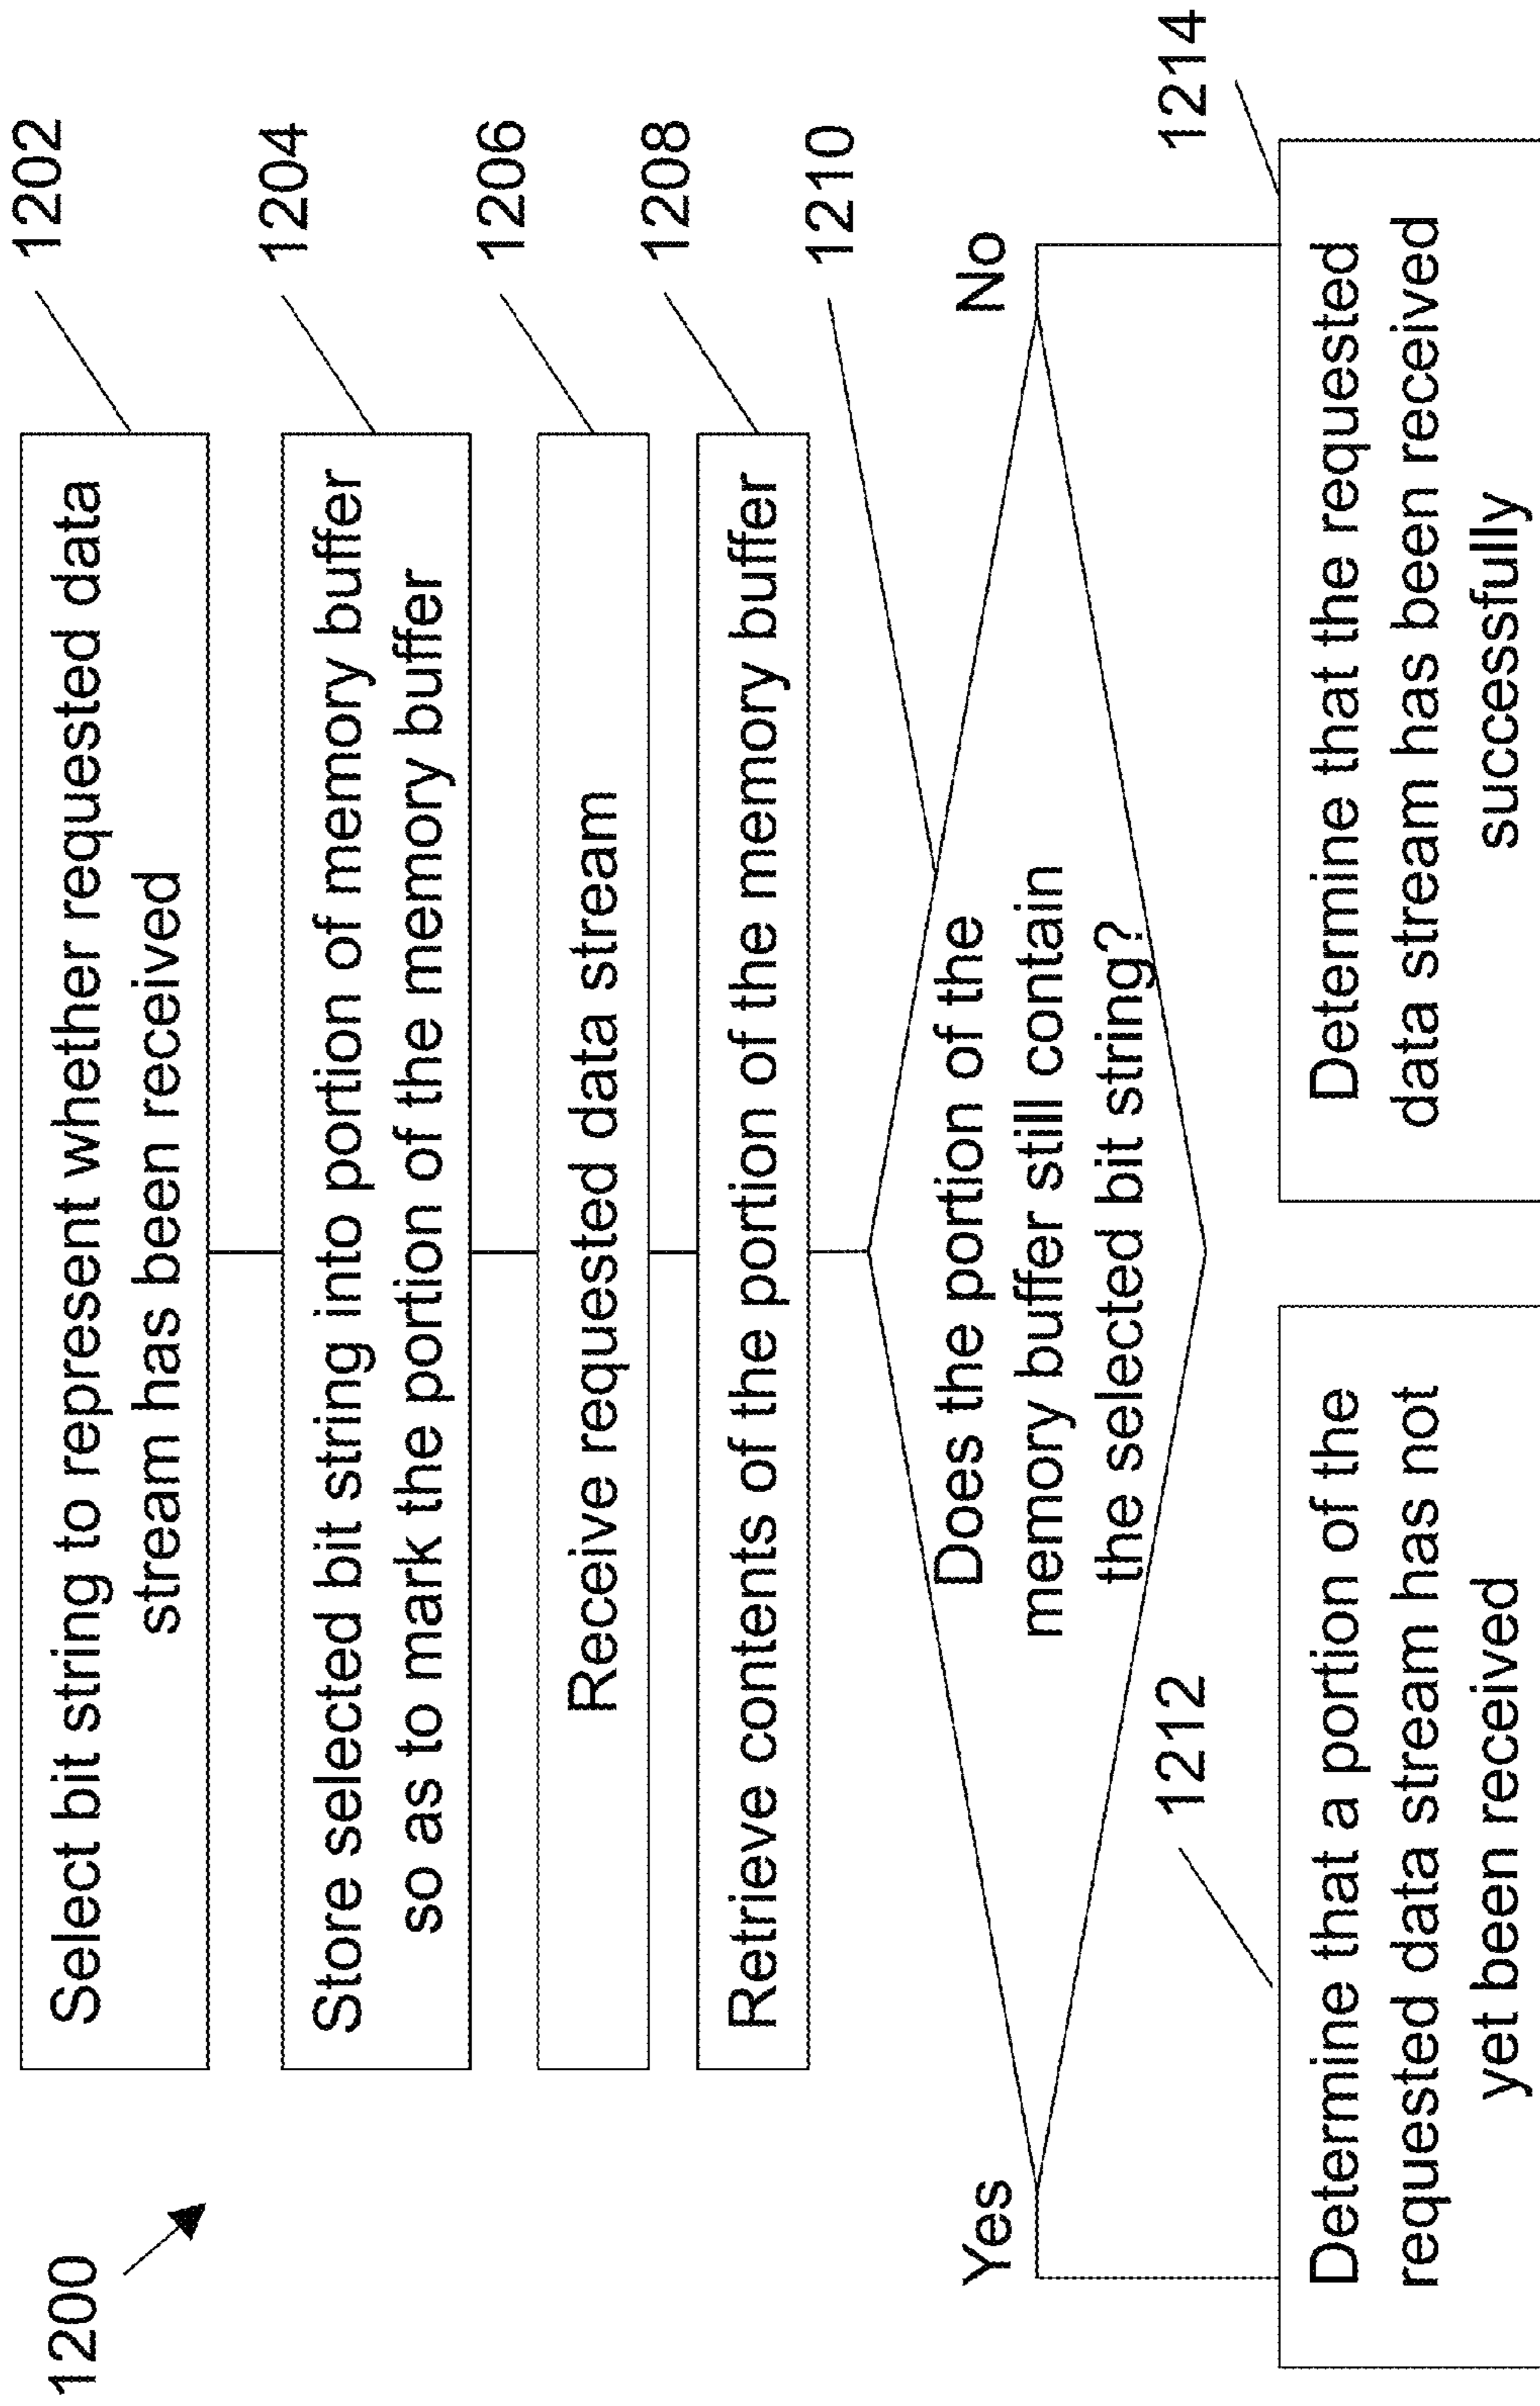 1200
Select bit string to represent whether requested data
stream has been received
1202
Store selected bit string into portion of memory buffer
so as to mark the portion of the memory buffer
1204
Receive requested data stream
1206
Retrieve contents of the portion of the memory buffer
1208
Does the portion of the
memory buffer still contain
the selected bit string?
1210
Yes
No
1212
Determine that a portion of the
requested data stream has not
yet been received
1214
Determine that the requested
data stream has been received
successfully